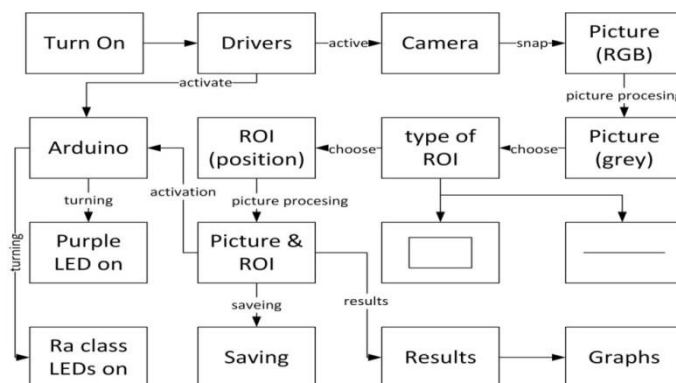 Turn On
Drivers
active
Camera
snap
Picture
(RGB)
activate
picture procesing
Arduino
ROI
(position)
choose
type of
ROI
choose
Picture
(grey)
activation
turning
picture procesing
turning
Purple
LED on
Picture &
ROI
saveing
results
Ra class
LEDs on
Saving
Results
Graphs